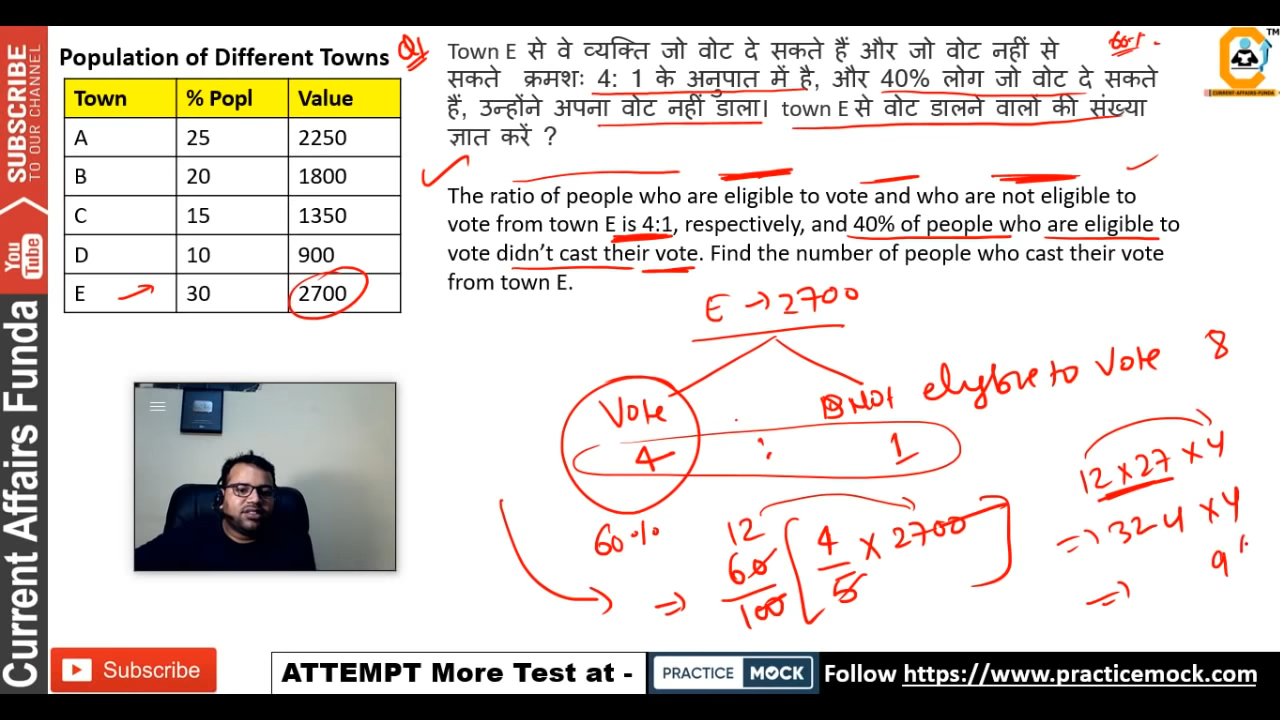 SUBSCRIBE
TO OUR CHANNEL
You
Tube
Current Affairs Funda
Population of Different Towns
Town % Popl Value
A 25 2250
B 20 1800
C 15 1350
D 10 900
E 30 2700
Town E से वे व्यक्ति जो वोट दे सकते हैं और जो वोट नहीं से
सकते क्रमशः 4: 1 के अनुपात में है, और 40% लोग जो वोट दे सकते
हैं, उन्होंने अपना वोट नहीं डाला। town E से वोट डालने वालों की संख्या
ज्ञात करें ?
TM
CURRENT-AFFAIRS-FUNDA
The ratio of people who are eligible to vote and who are not eligible to
vote from town E is 4:1, respectively, and 40% of people who are eligible to
vote didn't cast their vote. Find the number of people who cast their vote
from town E.
E → 2700
Vote : Not eligible to vote 8
4 : 1
60%
⇒ 12 60/100 [ 4/5 × 2700 ]
12 × 27 × 4
⇒ 324 × 4
⇒
Subscribe
ATTEMPT More Test at - PRACTICE MOCK Follow https://www.practicemock.com